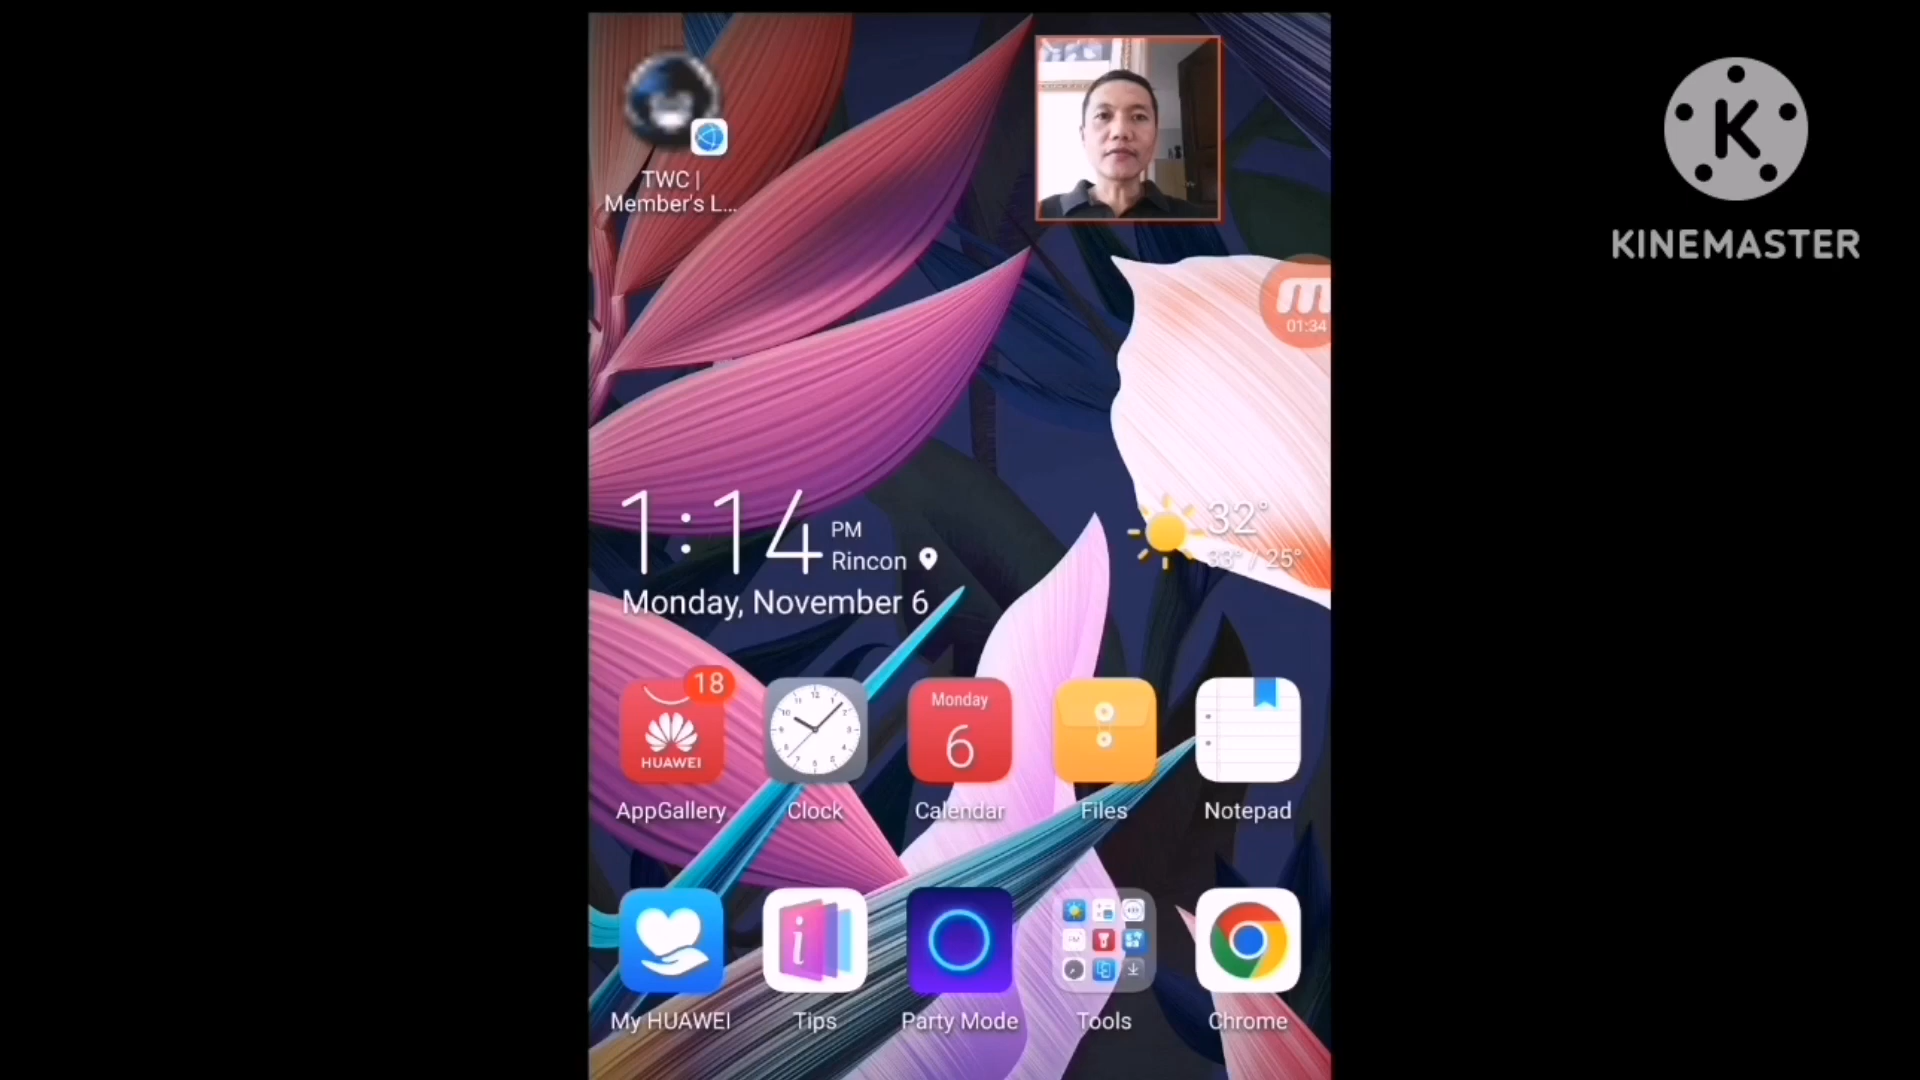 TWC |
Member's L...
K
KINEMASTER
m
01:34
1:14 PM
Rincon
Monday, November 6
32°
33° / 25°
18
HUAWEI
Monday
6
AppGallery
Clock
Calendar
Files
Notepad
i
My HUAWEI
Tips
Party Mode
Tools
Chrome